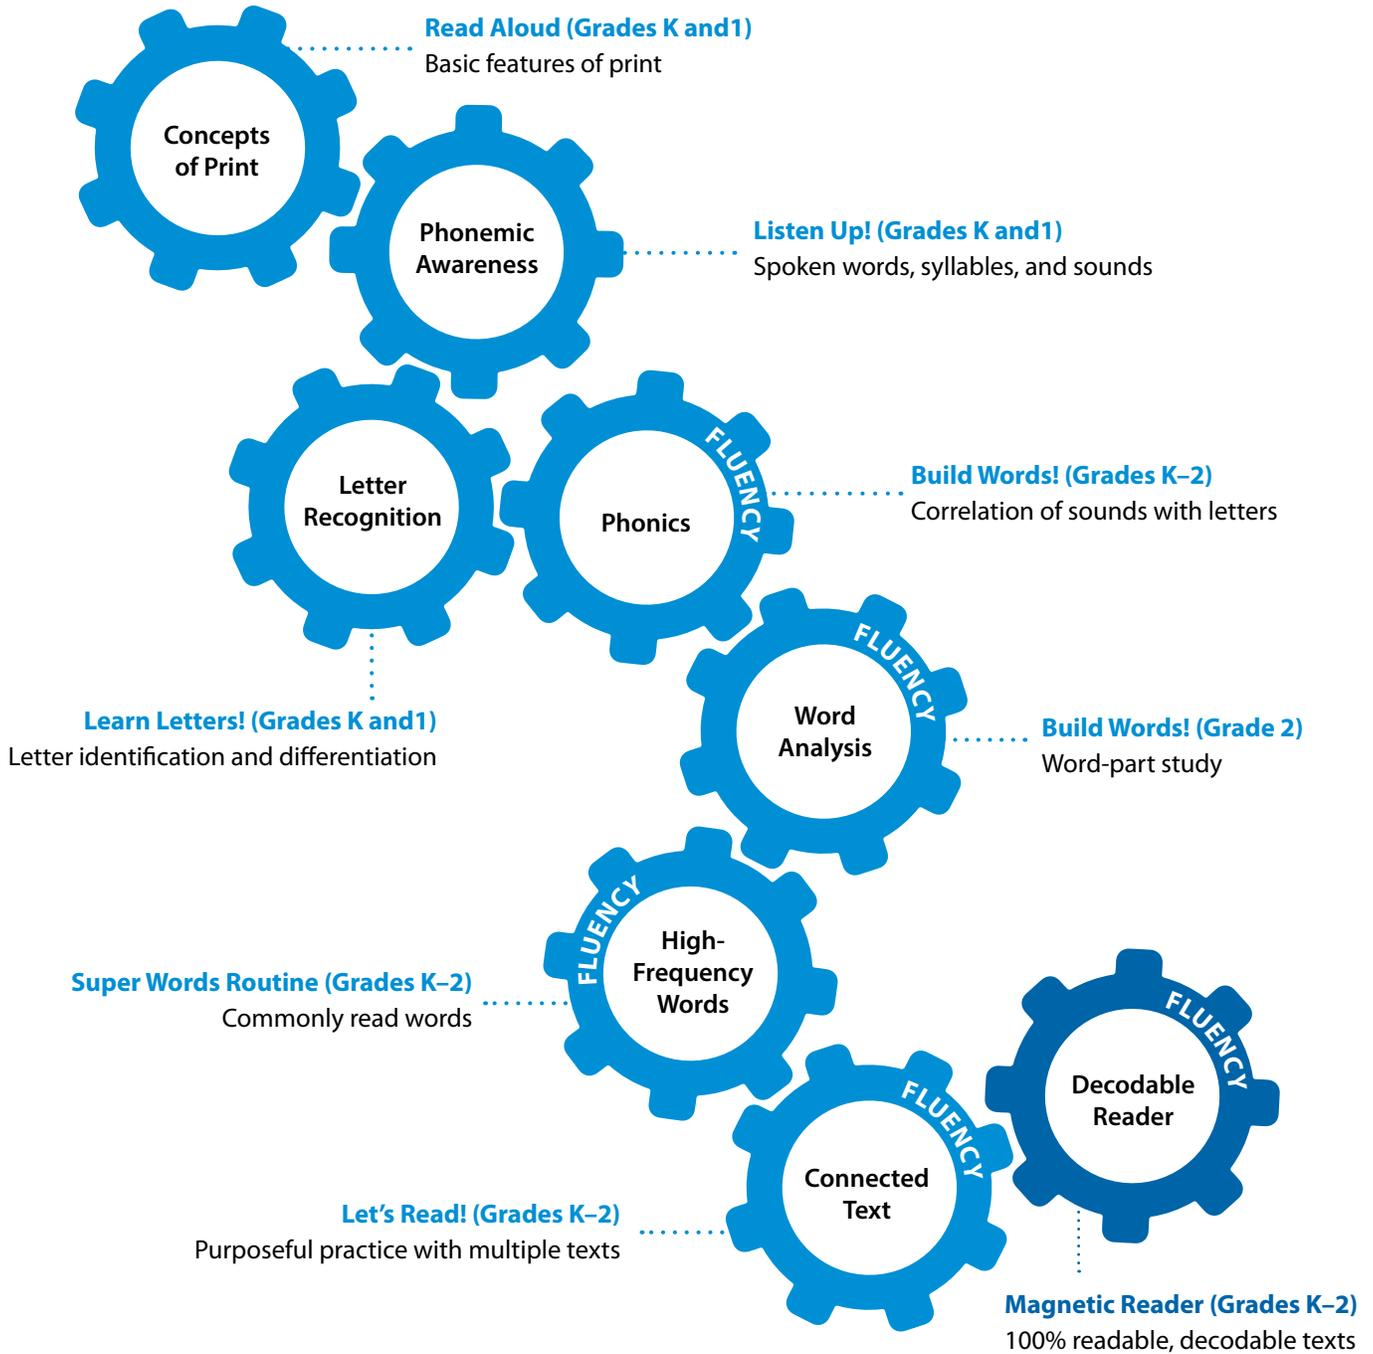 Read Aloud (Grades K and1)
Basic features of print
Concepts
of Print
Phonemic
Awareness
Listen Up! (Grades K and1)
Spoken words, syllables, and sounds
Letter
Recognition
FLUENCY
Phonics
Build Words! (Grades K–2)
Correlation of sounds with letters
Learn Letters! (Grades K and1)
Letter identification and differentiation
FLUENCY
Word
Analysis
Build Words! (Grade 2)
Word-part study
FLUENCY
High-
Frequency
Words
Super Words Routine (Grades K–2)
Commonly read words
FLUENCY
Decodable
Reader
FLUENCY
Connected
Text
Let’s Read! (Grades K–2)
Purposeful practice with multiple texts
Magnetic Reader (Grades K–2)
100% readable, decodable texts